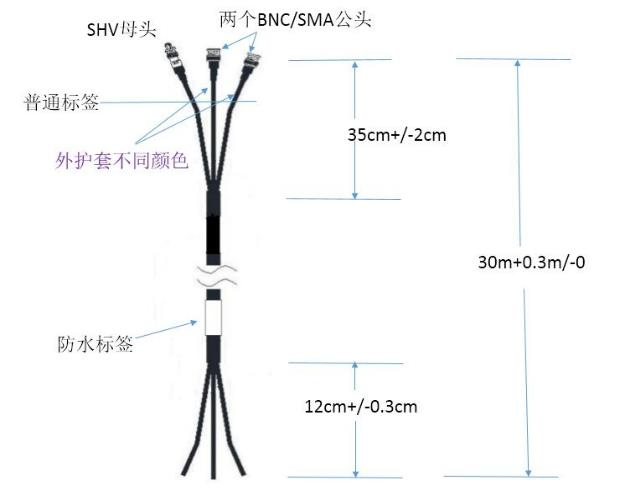 两个BNC/SMA公头
SHV母头
普通标签
35cm+/-2cm
外护套不同颜色
30m+0.3m/-0
防水标签
12cm+/-0.3cm